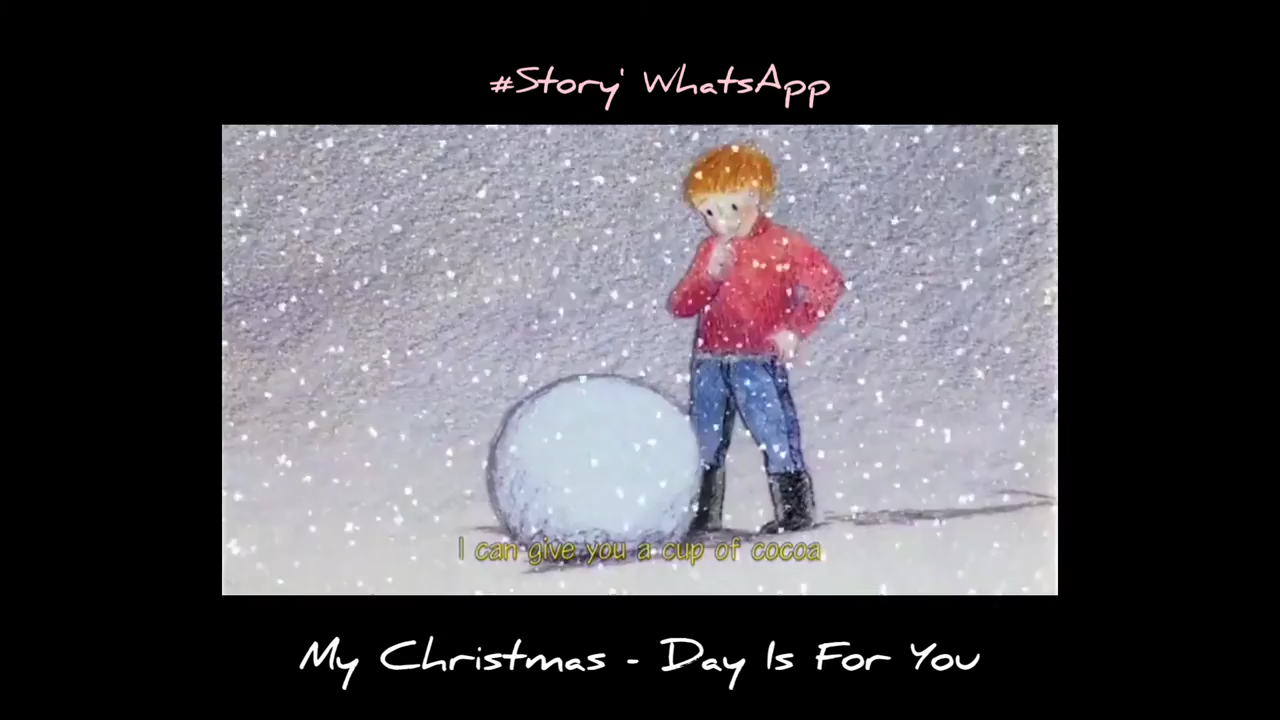 #Story' WhatsApp
I can give you a cup of cocoa
My Christmas - Day Is For You